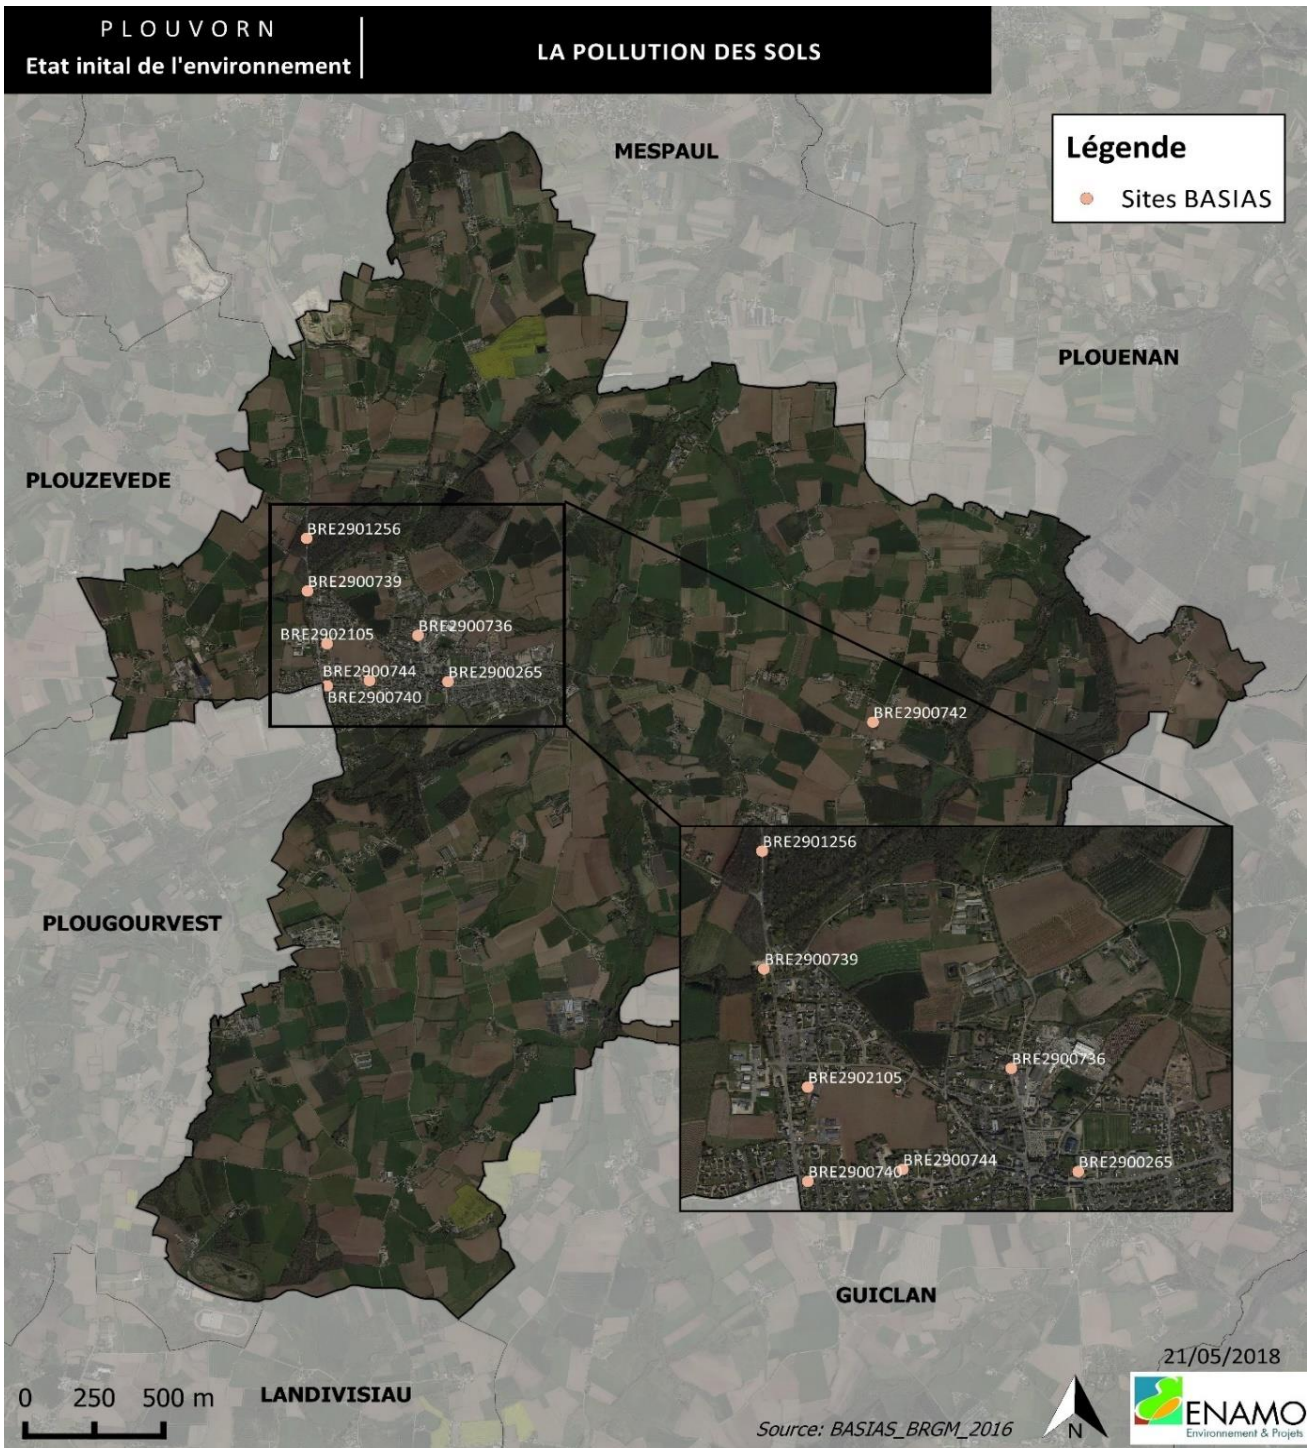 PLOUVORN
Etat inital de l'environnement
LA POLLUTION DES SOLS
Légende
Sites BASIAS
MESPAUL
PLOUENAN
PLOUZEVEDE
BRE2901256
BRE2900739
BRE2902105
BRE2900736
BRE2900744
BRE2900265
BRE2900740
BRE2900742
PLOUGOURVEST
BRE2901256
BRE2900739
BRE2900736
BRE2902105
BRE2900744
BRE2900265
BRE2900740
GUICLAN
LANDIVISIAU
0 250 500 m
21/05/2018
Source: BASIAS_BRGM_2016
N
ENAMO
Environnement & Projets